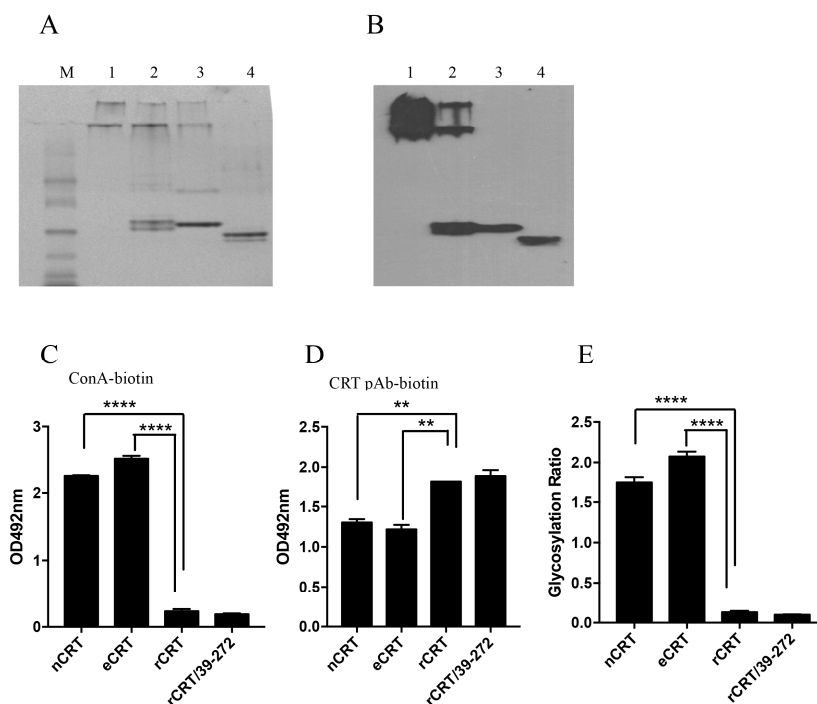 A
B
M 1 2 3 4
1 2 3 4
C
D
E
ConA-biotin
CRT pAb-biotin
****
****
OD492nm
3
2
1
0
nCRT
eCRT
rCRT
rCRT/39-272
**
**
OD492nm
2.5
2.0
1.5
1.0
0.5
0.0
nCRT
eCRT
rCRT
rCRT/39-272
****
****
Glycosylation Ratio
2.5
2.0
1.5
1.0
0.5
0.0
nCRT
eCRT
rCRT
rCRT/39-272